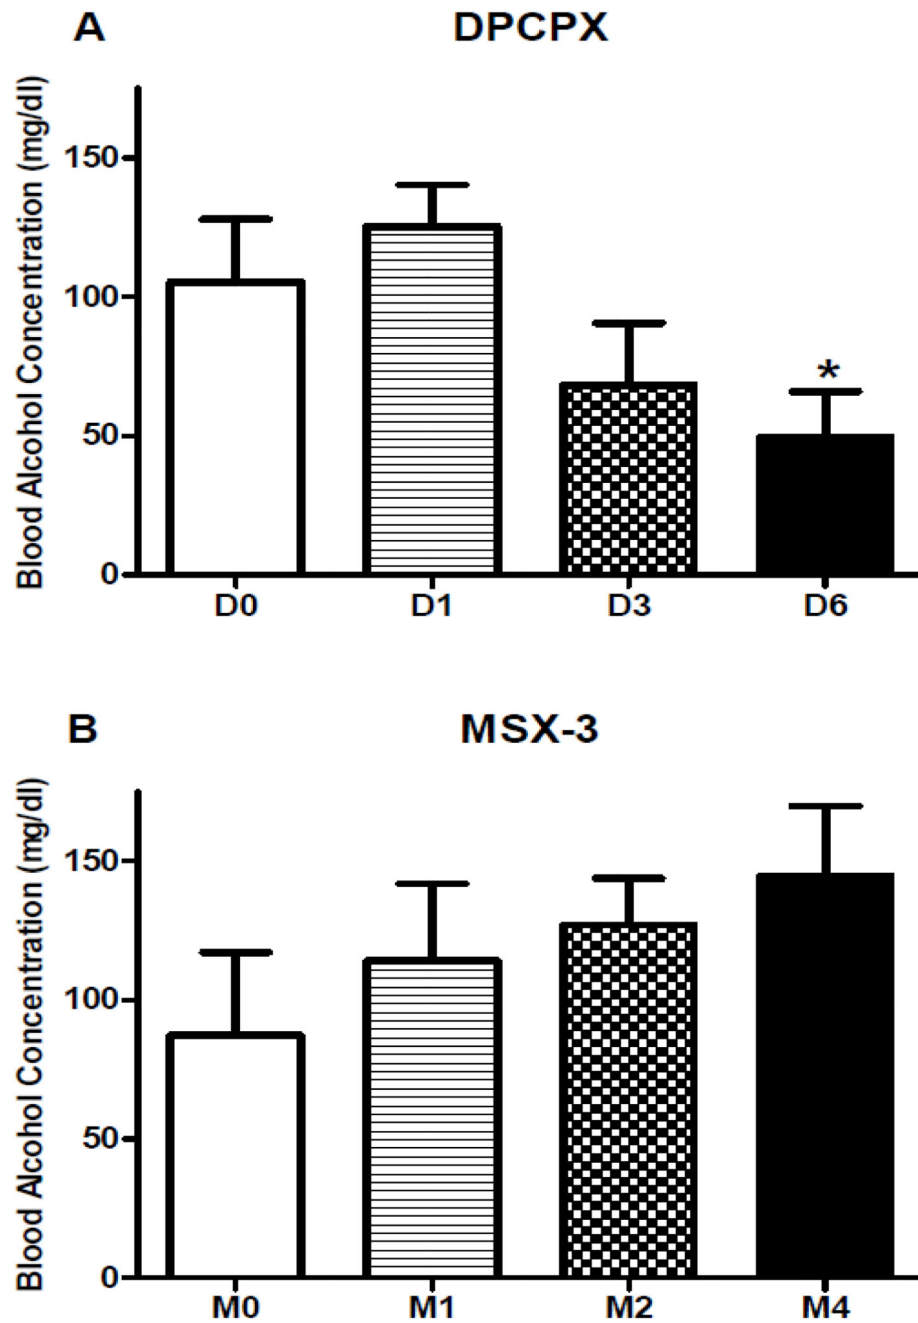 A
DPCPX
Blood Alcohol Concentration (mg/dl)
150
100
50
0
*
D0 D1 D3 D6
B
MSX-3
Blood Alcohol Concentration (mg/dl)
150
100
50
0
M0 M1 M2 M4